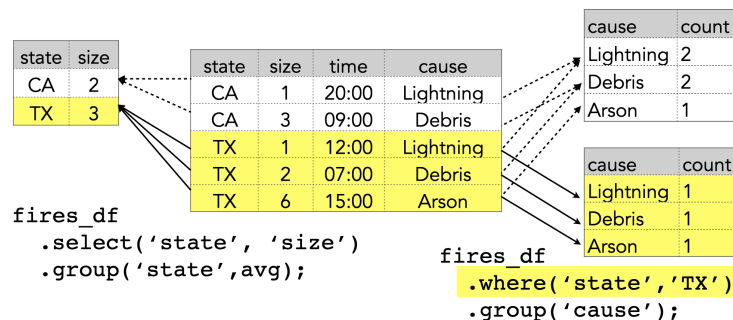 state size
CA 2
TX 3
state size time cause
CA 1 20:00 Lightning
CA 3 09:00 Debris
TX 1 12:00 Lightning
TX 2 07:00 Debris
TX 6 15:00 Arson
cause count
Lightning 2
Debris 2
Arson 1
cause count
Lightning 1
Debris 1
Arson 1
fires_df
.select(‘state’, ‘size’)
.group(‘state’,avg);
fires_df
.where(‘state’,’TX’)
.group(‘cause’);